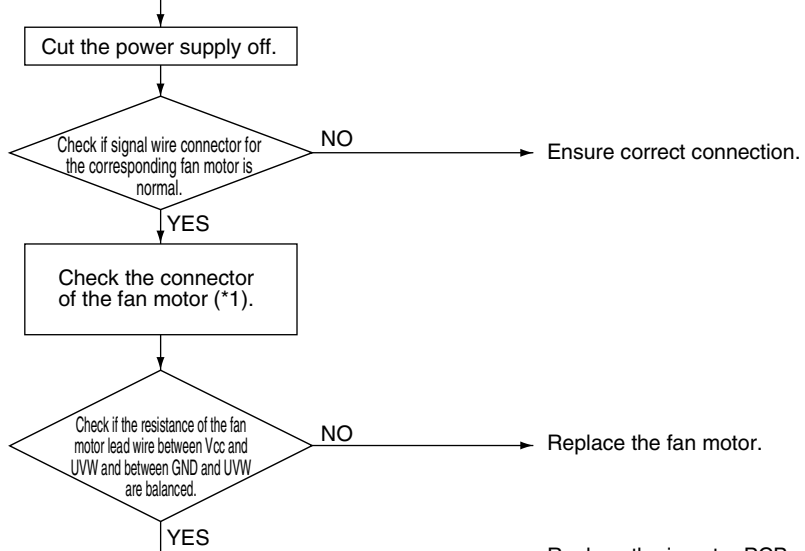 Cut the power supply off.
Check if signal wire connector for
the corresponding fan motor is
normal.
NO
Ensure correct connection.
YES
Check the connector
of the fan motor (*1).
Check if the resistance of the fan
motor lead wire between Vcc and
UVW and between GND and UVW
are balanced.
NO
Replace the fan motor.
YES